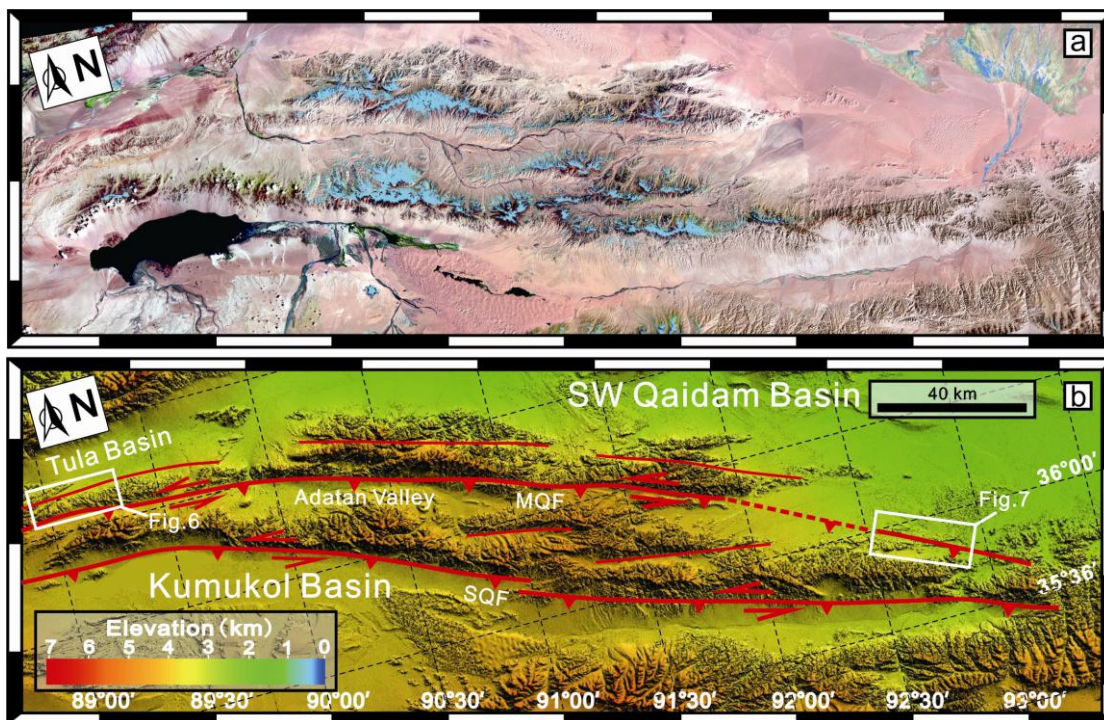 N
a
N
SW Qaidam Basin
40 km
b
Tula Basin
36°00′
Adatan Valley
MQF
Fig.7
Fig.6
35°36′
Kumukol Basin
SQF
Elevation(km)
7 6 5 4 3 2 1 0
89°00′ 89°30′ 90°00′ 90°30′ 91°00′ 91°30′ 92°00′ 92°30′ 93°00′